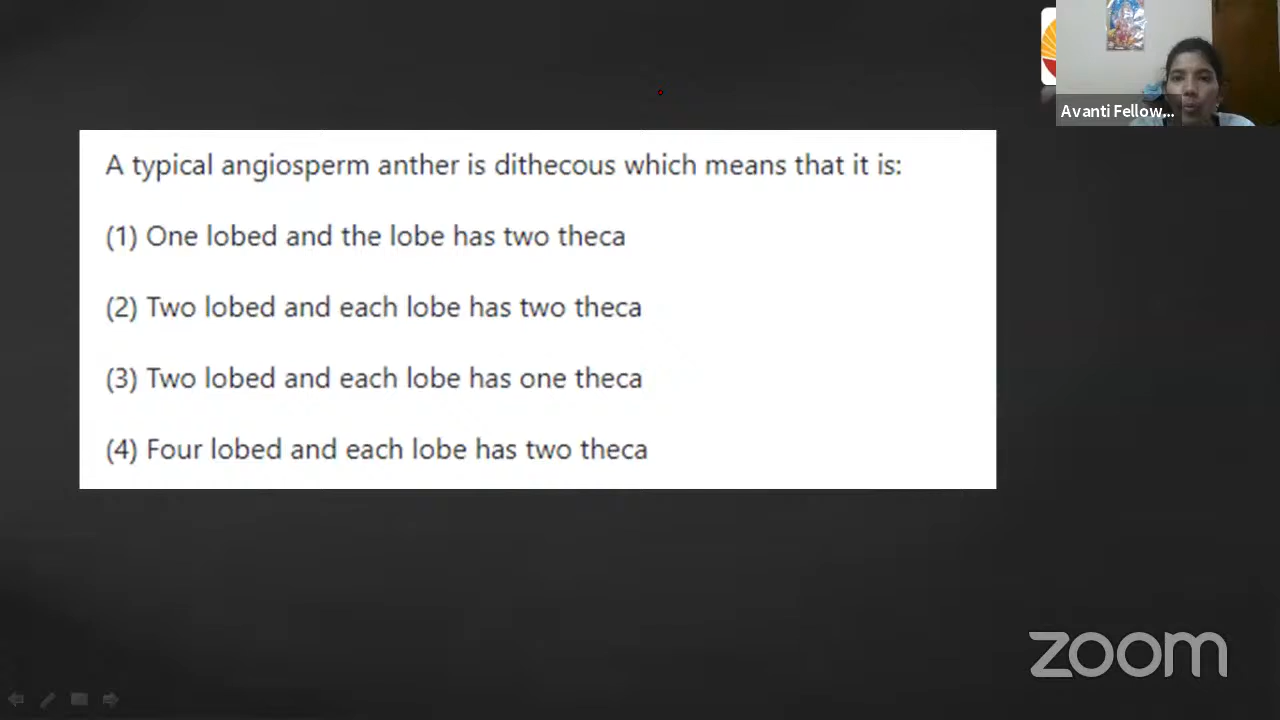 Avanti Fellow...
A typical angiosperm anther is dithecous which means that it is:
(1) One lobed and the lobe has two theca
(2) Two lobed and each lobe has two theca
(3) Two lobed and each lobe has one theca
(4) Four lobed and each lobe has two theca
zoom